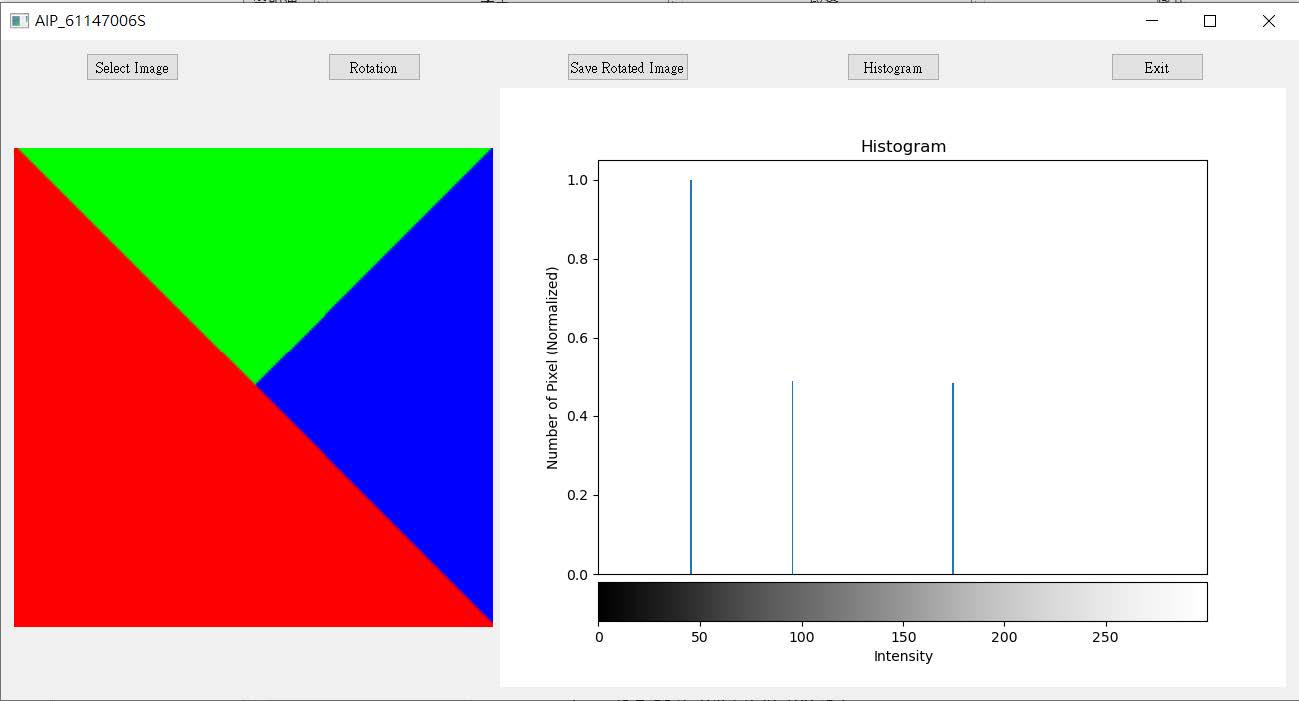 AIP_61147006S
Select Image
Rotation
Save Rotated Image
Histogram
Exit
Histogram
1.0
0.8
0.6
0.4
0.2
0.0
Number of Pixel (Normalized)
0 50 100 150 200 250
Intensity